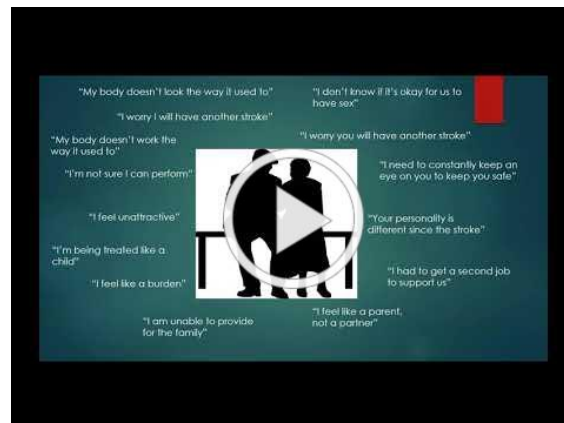 "My body doesn't look the way it used to"
"I don't know if it's okay for us to
have sex"
"I worry I will have another stroke"
"I worry you will have another stroke"
"My body doesn't work the
way it used to"
"I need to constantly keep an
eye on you to keep you safe"
"I'm not sure I can perform"
"I feel unattractive"
"Your personality is
different since the stroke"
"I'm being treated like a
child"
"I had to get a second job
to support us"
"I feel like a burden"
"I feel like a parent,
not a partner"
"I am unable to provide
for the family"